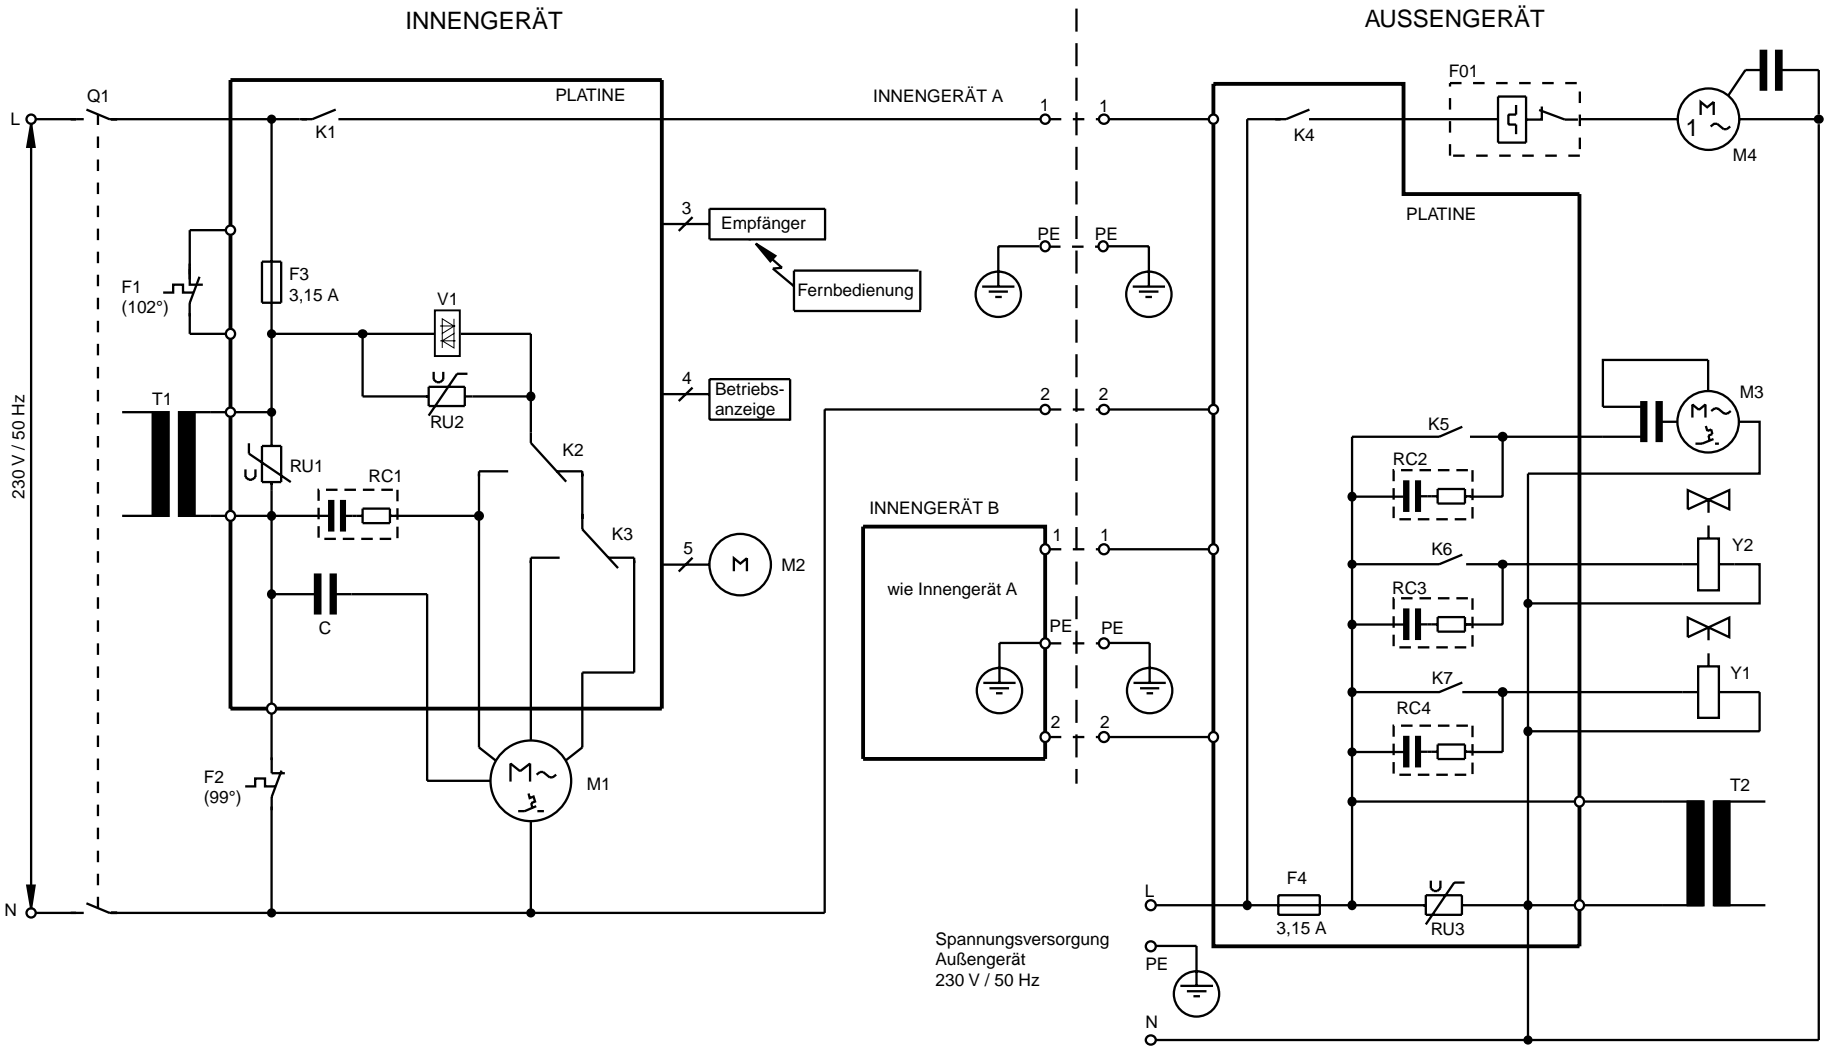 INNENGERÄT
AUSSENGERÄT
Q1
PLATINE
INNENGERÄT A
F01
L
K1
1
1
K4
M
1 ~
M4
3
Empfänger
PE
PE
PLATINE
F1
(102°)
F3
3,15 A
Fernbedienung
V1
U
RU2
4
Betriebs-
anzeige
2
2
M3
M ~
T1
K2
K5
230 V / 50 Hz
U
RU1
RC1
RC2
INNENGERÄT B
K3
1
1
5
M
M2
K6
Y2
wie Innengerät A
RC3
C
PE
PE
K7
Y1
RC4
2
2
F2
(99°)
M ~
M1
T2
L
F4
3,15 A
U
RU3
N
Spannungsversorgung
Außengerät
230 V / 50 Hz
PE
N